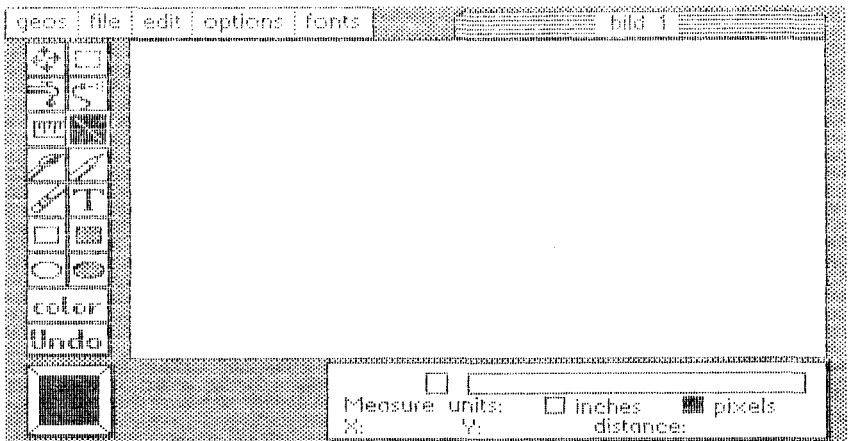 geos file edit options fonts bild 1
T
color
Undo
Measure units: inches pixels
X: Y: distance: